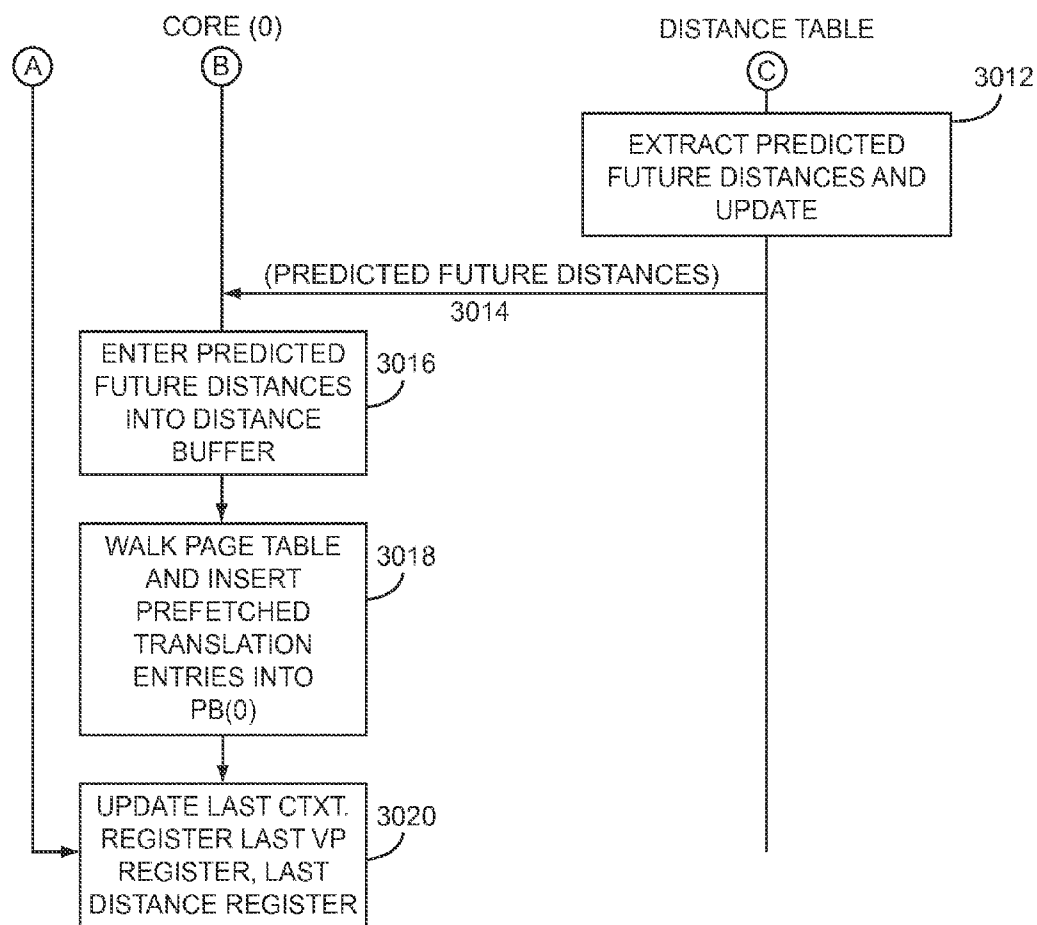 CORE (0)
DISTANCE TABLE
A
B
C
3012
EXTRACT PREDICTED
FUTURE DISTANCES AND
UPDATE
(PREDICTED FUTURE DISTANCES)
3014
ENTER PREDICTED
FUTURE DISTANCES
INTO DISTANCE
BUFFER
3016
WALK PAGE TABLE
AND INSERT
PREFETCHED
TRANSLATION
ENTRIES INTO
PB(0)
3018
UPDATE LAST CTXT.
REGISTER LAST VP
REGISTER, LAST
DISTANCE REGISTER
3020